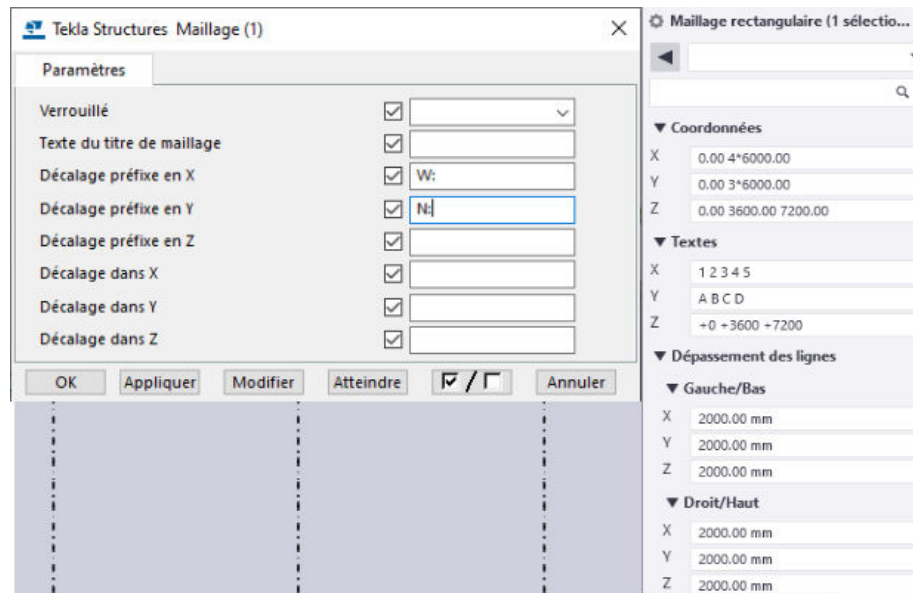 Tekla Structures Maillage (1)
Paramètres
Verrouillé
Texte du titre de maillage
Décalage préfixe en X W:
Décalage préfixe en Y N:
Décalage préfixe en Z
Décalage dans X
Décalage dans Y
Décalage dans Z
OK Appliquer Modifier Atteindre / Annuler
Maillage rectangulaire (1 sélectio...
Coordonnées
X 0.00 4*6000.00
Y 0.00 3*6000.00
Z 0.00 3600.00 7200.00
Textes
X 1 2 3 4 5
Y A B C D
Z +0 +3600 +7200
Dépassement des lignes
Gauche/Bas
X 2000.00 mm
Y 2000.00 mm
Z 2000.00 mm
Droit/Haut
X 2000.00 mm
Y 2000.00 mm
Z 2000.00 mm